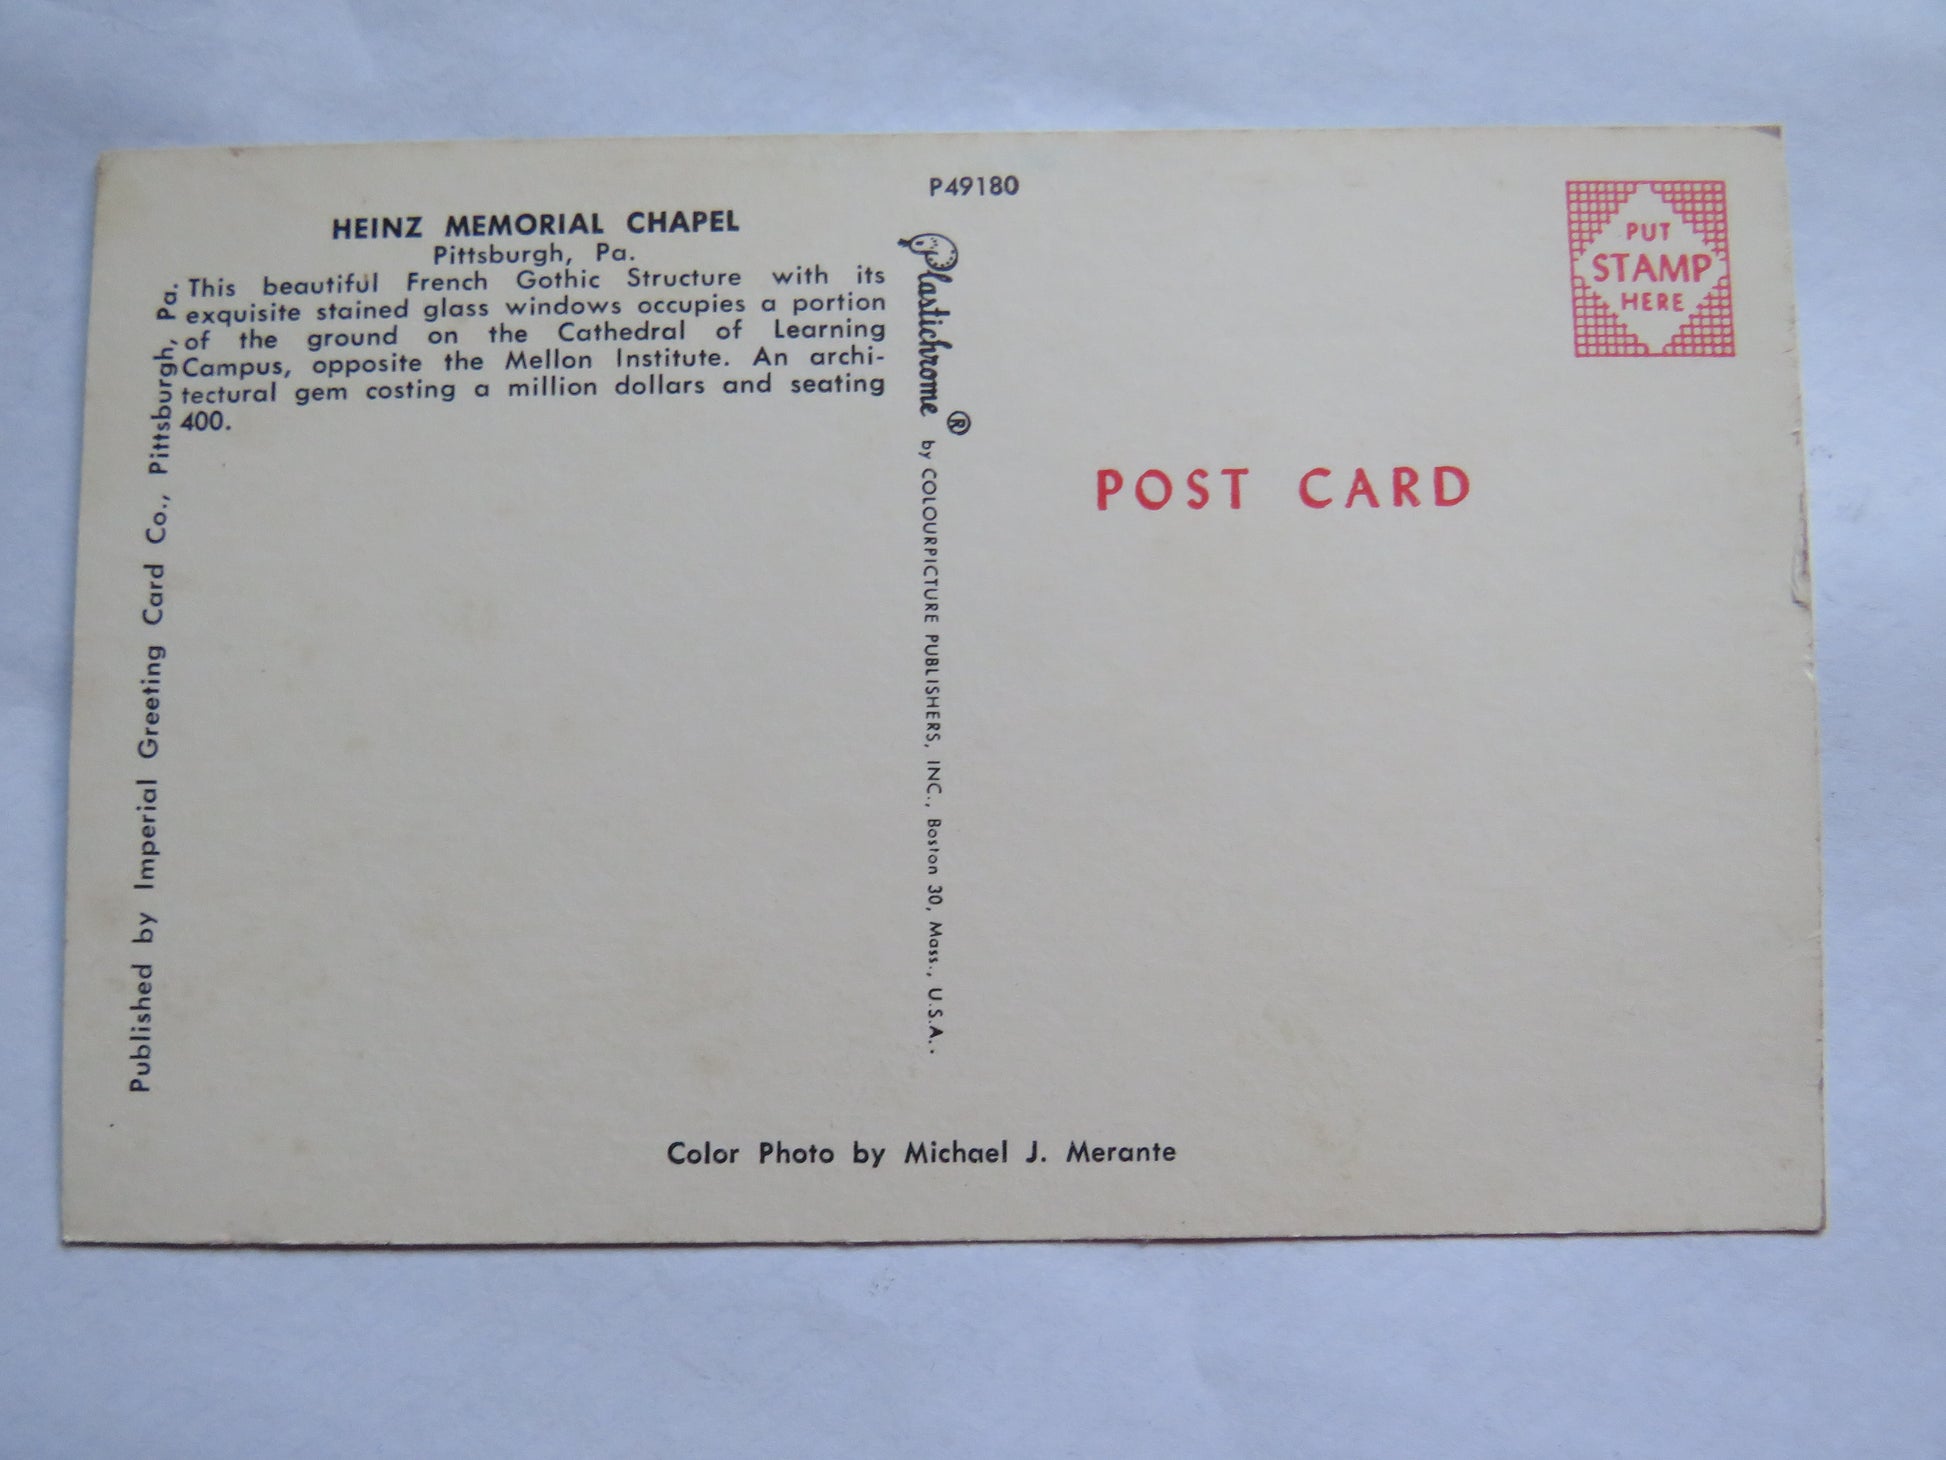 P49180
HEINZ MEMORIAL CHAPEL
Pittsburgh, Pa.
This beautiful French Gothic Structure with its
exquisite stained glass windows occupies a portion
of the ground on the Cathedral of Learning
Campus, opposite the Mellon Institute. An archi-
tectural gem costing a million dollars and seating
400.
Published by Imperial Greeting Card Co., Pittsburgh, Pa.
Plastichrome ® by COLOURPICTURE PUBLISHERS, INC., Boston 30, Mass., U.S.A.
PUT
STAMP
HERE
POST CARD
Color Photo by Michael J. Merante